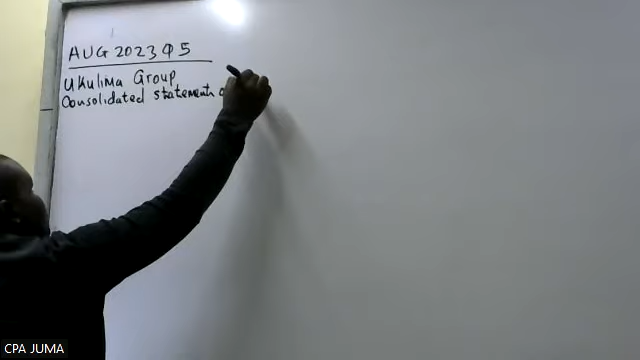 AUG 2023 Q5
Ukulima Group
Consolidated statement
CPA JUMA